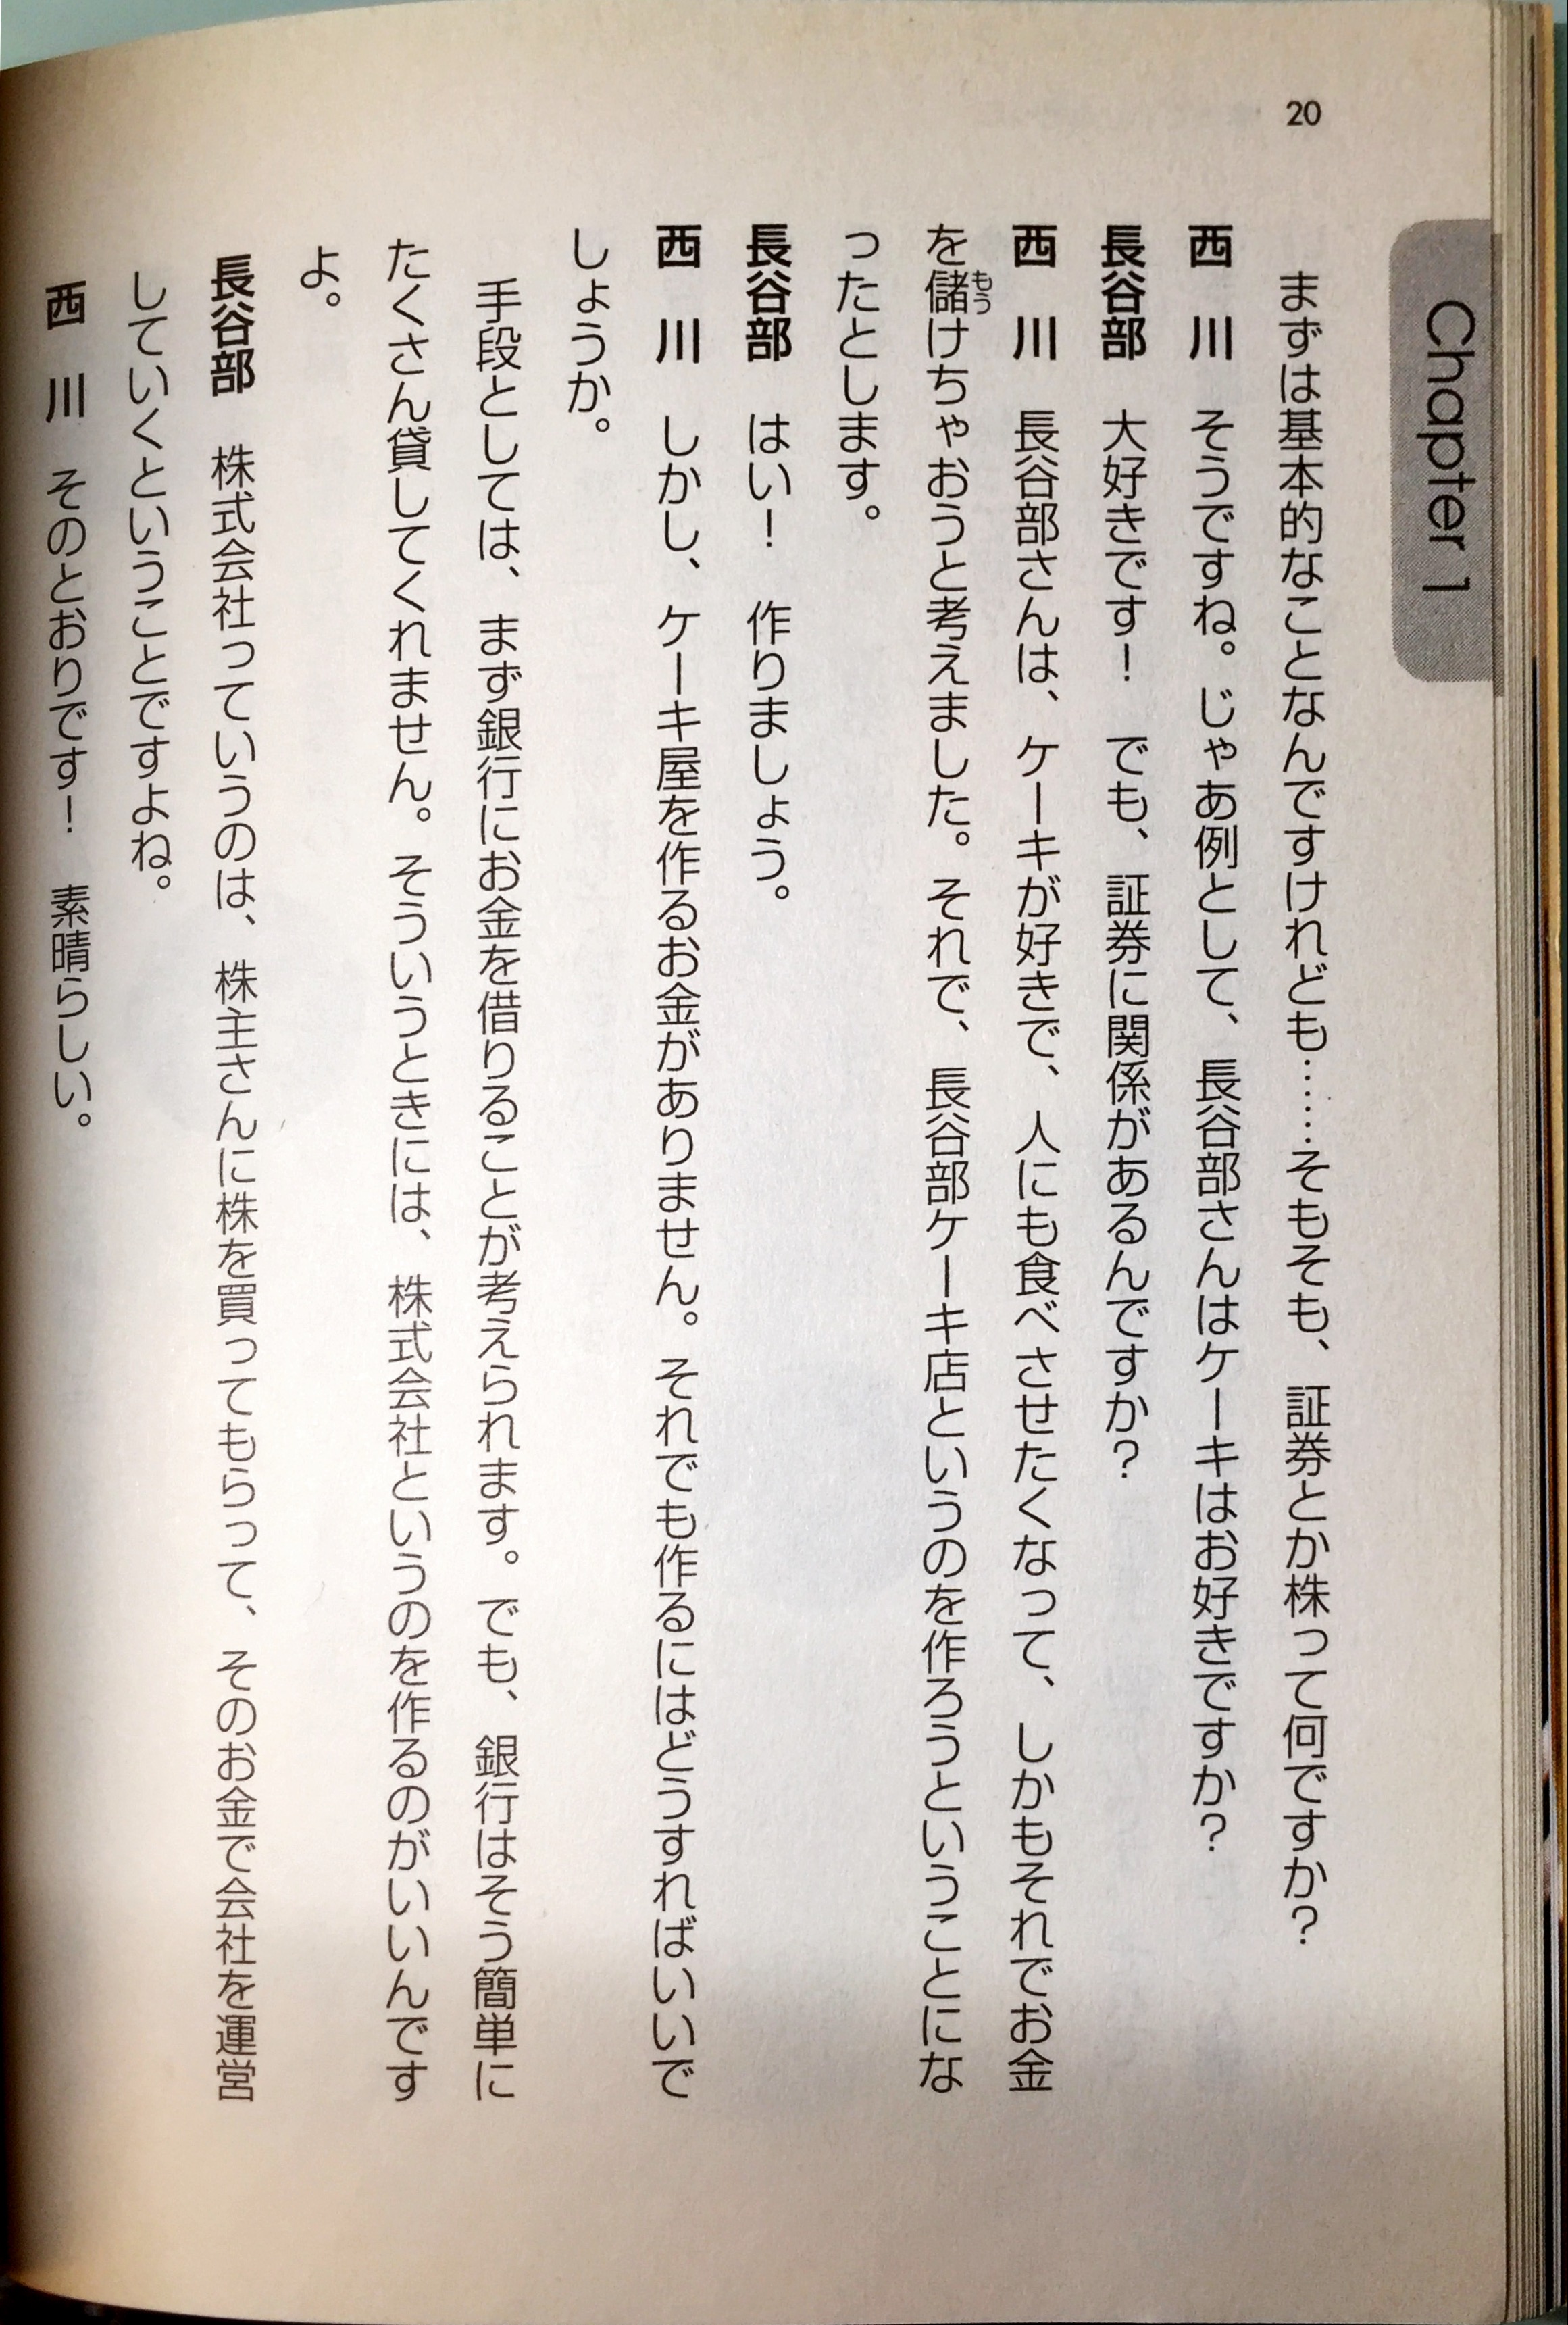 20
Chapter 1
まずは基本的なことなんですけれども……そもそも、証券とか株って何ですか？
西　川　そうですね。じゃあ例として、長谷部さんはケーキはお好きですか？
長谷部　大好きです！　でも、証券に関係があるんですか？
西　川　長谷部さんは、ケーキが好きで、人にも食べさせたくなって、しかもそれでお金
を儲けちゃおうと考えました。それで、長谷部ケーキ店というのを作ろうということにな
もう
ったとします。
長谷部　はい！　作りましょう。
西　川　しかし、ケーキ屋を作るお金がありません。それでも作るにはどうすればいいで
しょうか。
手段としては、まず銀行にお金を借りることが考えられます。でも、銀行はそう簡単に
たくさん貸してくれません。そういうときには、株式会社というのを作るのがいいんです
よ。
長谷部　株式会社っていうのは、株主さんに株を買ってもらって、そのお金で会社を運営
していくということですよね。
西　川　そのとおりです！　素晴らしい。